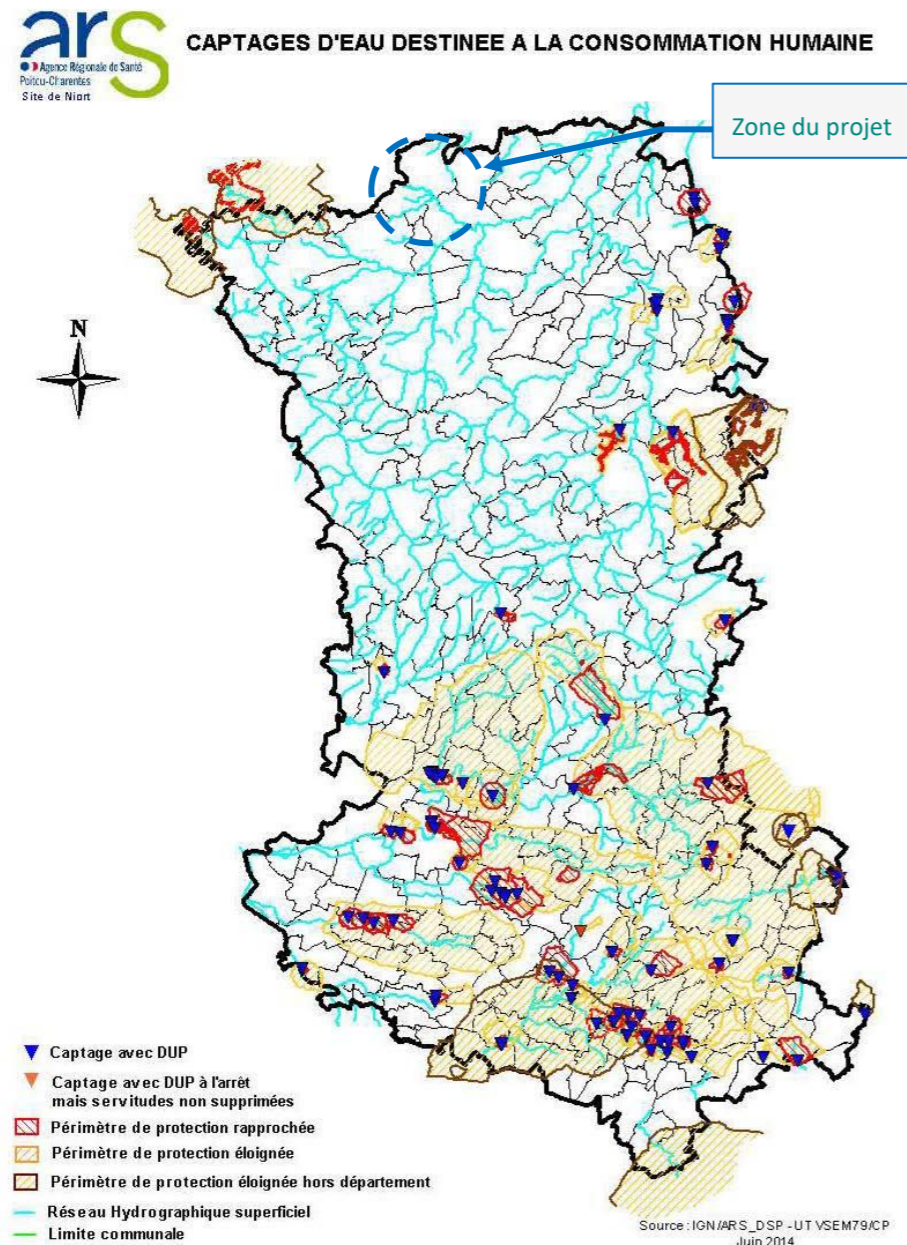 ars
Agence Régionale de Santé
Poitou-Charentes
Site de Niort
CAPTAGES D'EAU DESTINEE A LA CONSOMMATION HUMAINE
Zone du projet
N
Captage avec DUP
Captage avec DUP à l'arrêt
mais servitudes non supprimées
Périmètre de protection rapprochée
Périmètre de protection éloignée
Périmètre de protection éloignée hors département
Réseau Hydrographique superficiel
Limite communale
Source : IGN/ARS_DSP - UT VSEM79/CP
Juin 2014